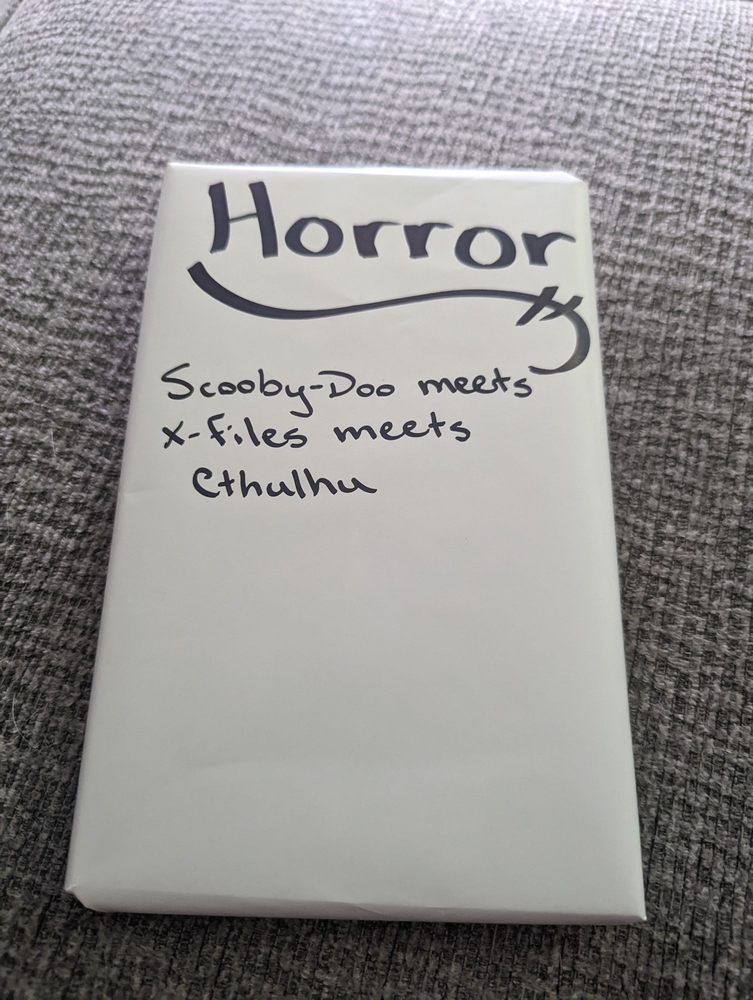 Horror
Scooby-Doo meets
X-files meets
Cthulhu